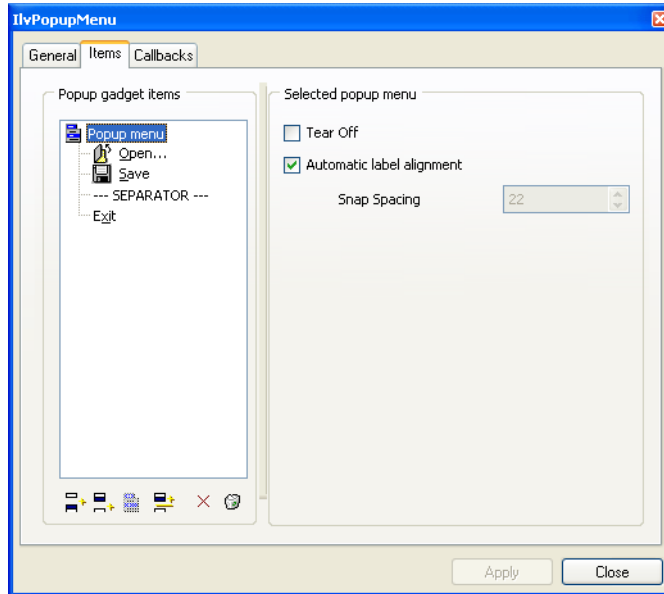 IlvPopupMenu
General Items Callbacks
Popup gadget items
Popup menu
Open...
Save
--- SEPARATOR ---
Exit
Selected popup menu
Tear Off
Automatic label alignment
Snap Spacing 22
Apply Close